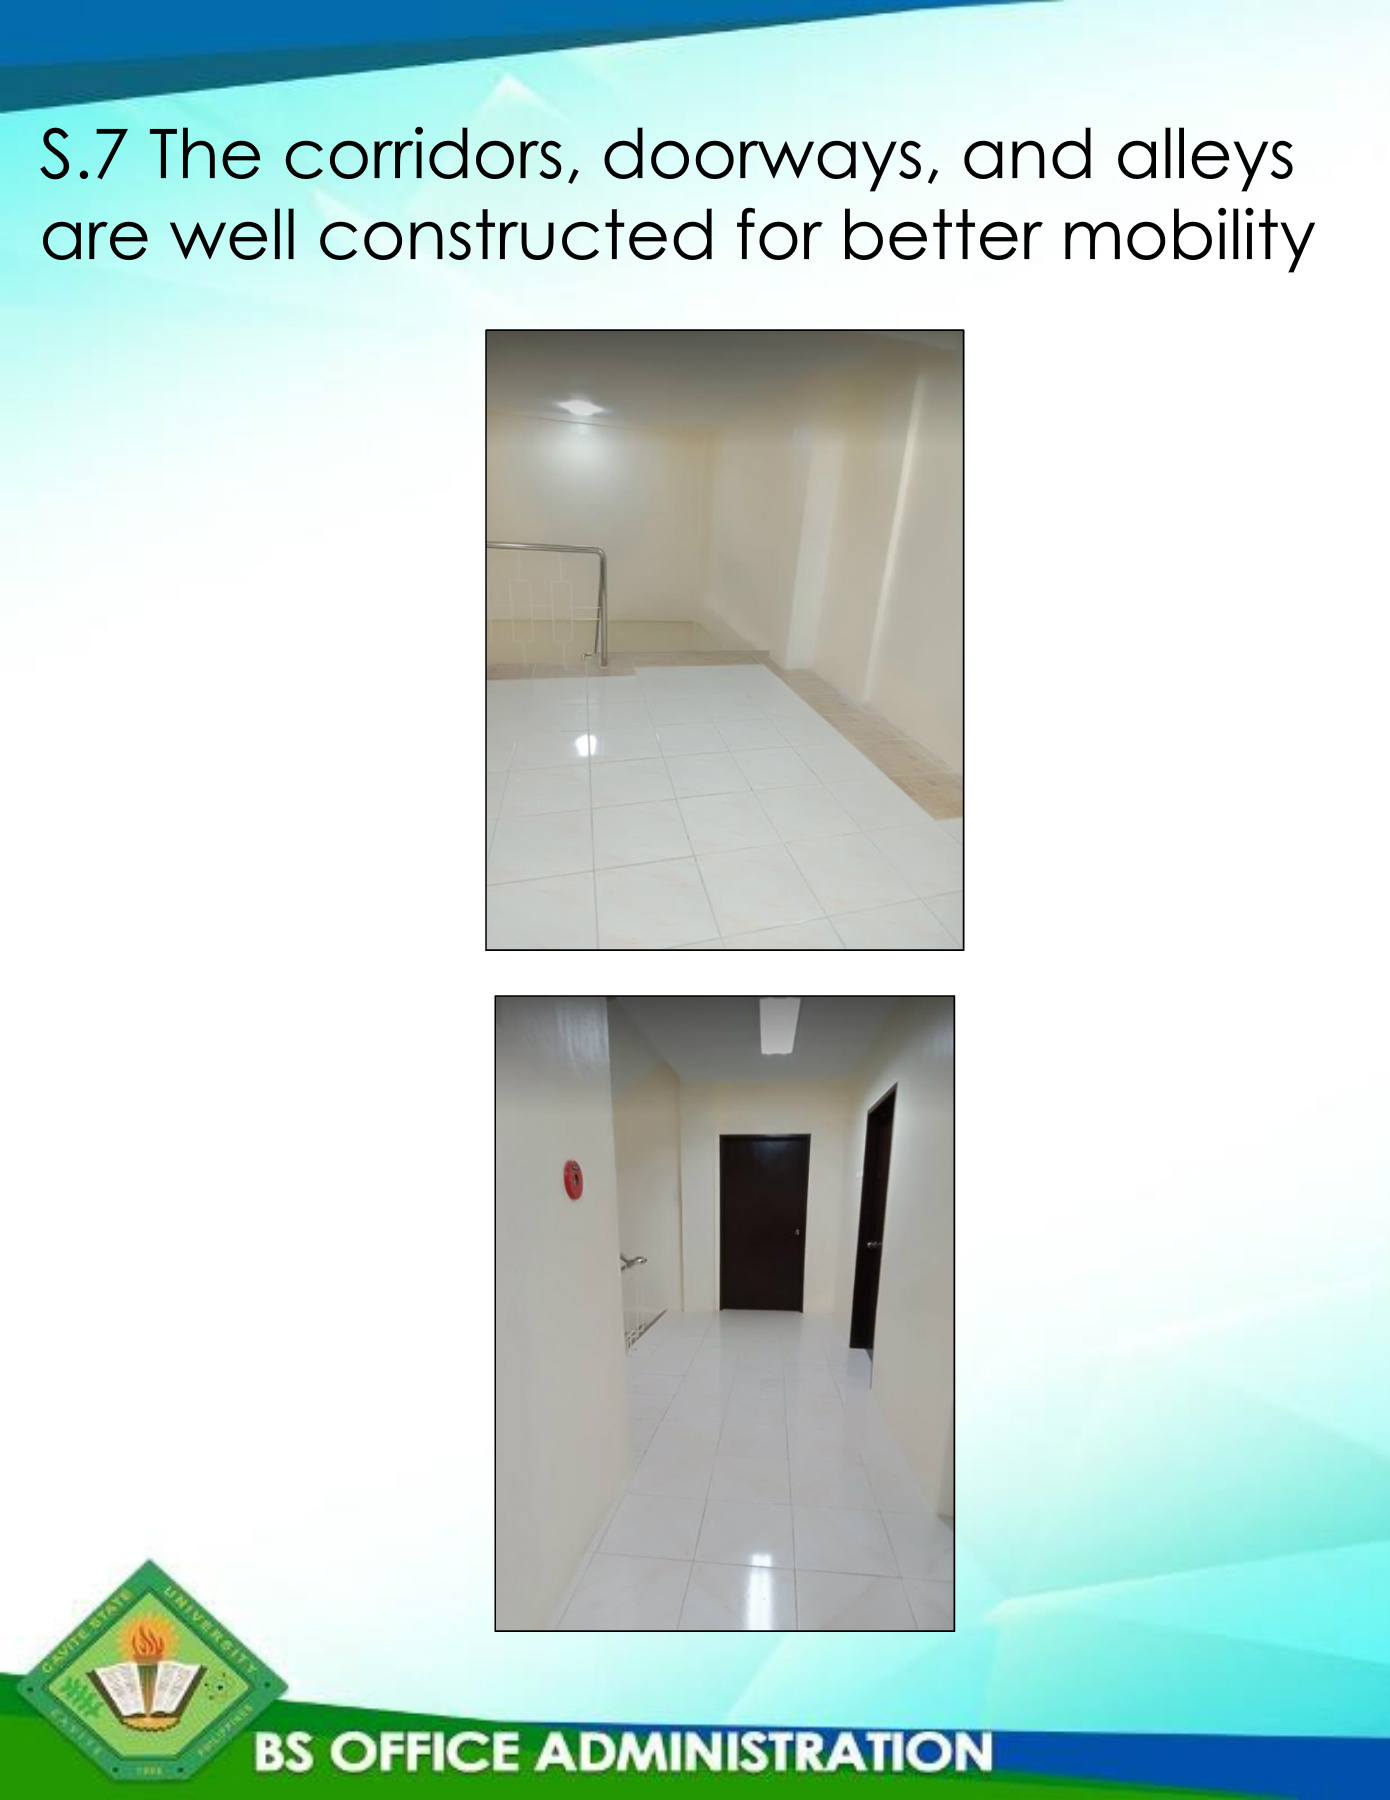 S.7 The corridors, doorways, and alleys
are well constructed for better mobility
CAVITE STATE
UNIVERSITY
CAVITE
PHILIPPINES
BS OFFICE ADMINISTRATION